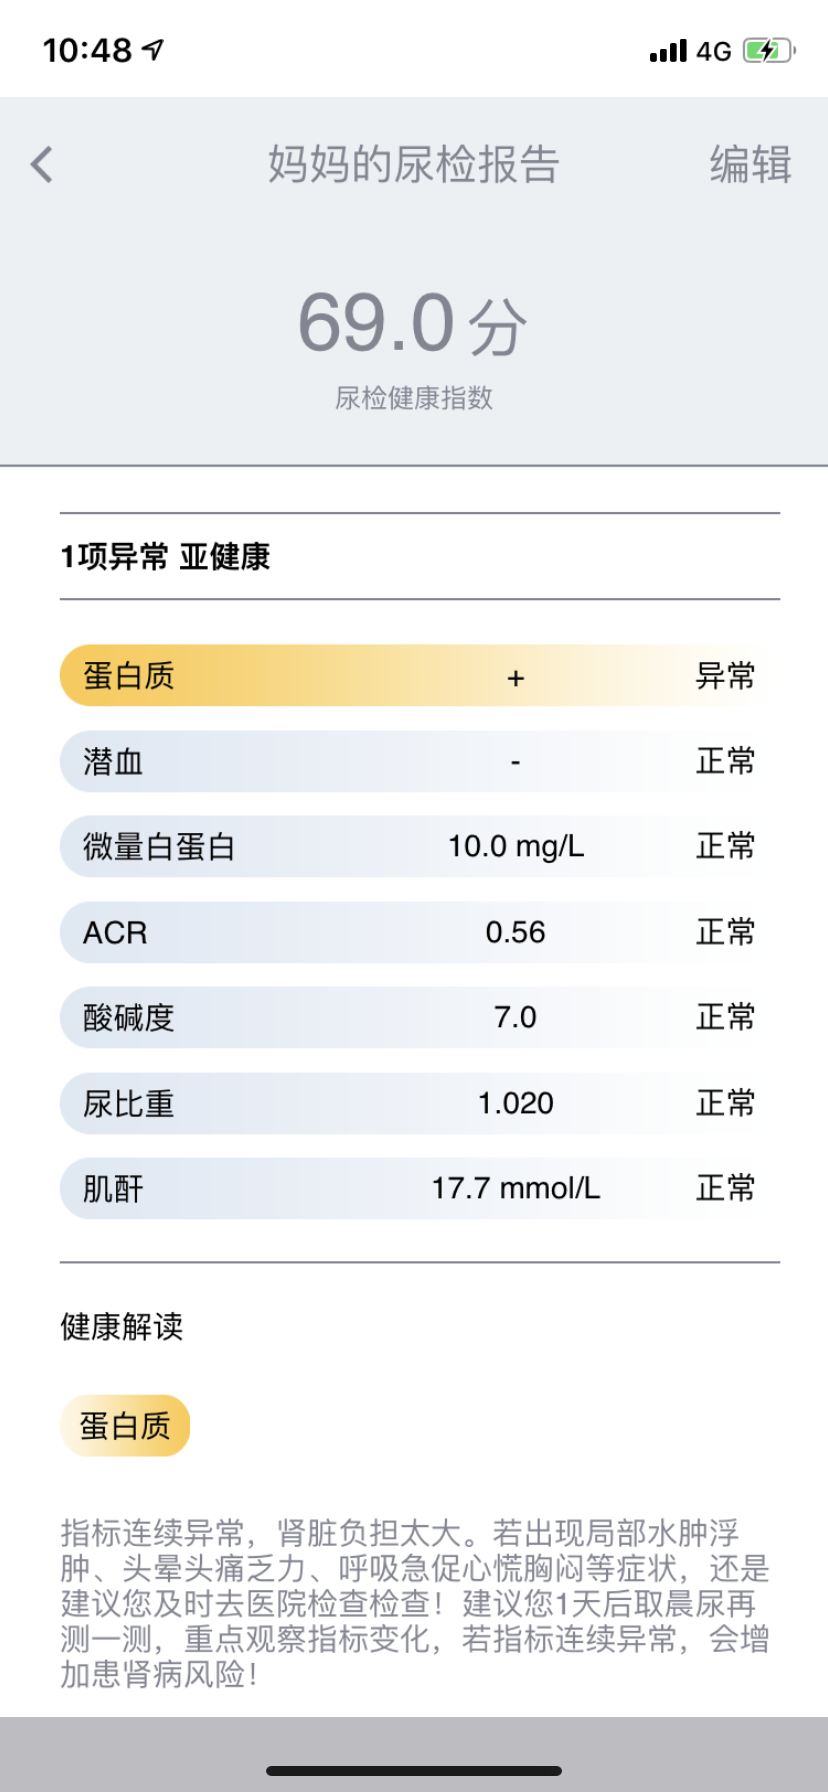 10:48 4G
妈妈的尿检报告 编辑
69.0分
尿检健康指数
1项异常 亚健康
蛋白质 + 异常
潜血 - 正常
微量白蛋白 10.0 mg/L 正常
ACR 0.56 正常
酸碱度 7.0 正常
尿比重 1.020 正常
肌酐 17.7 mmol/L 正常
健康解读
蛋白质
指标连续异常，肾脏负担太大。若出现局部水肿浮
肿、头晕头痛乏力、呼吸急促心慌胸闷等症状，还是
建议您及时去医院检查检查！建议您1天后取晨尿再
测一测，重点观察指标变化，若指标连续异常，会增
加患肾病风险！